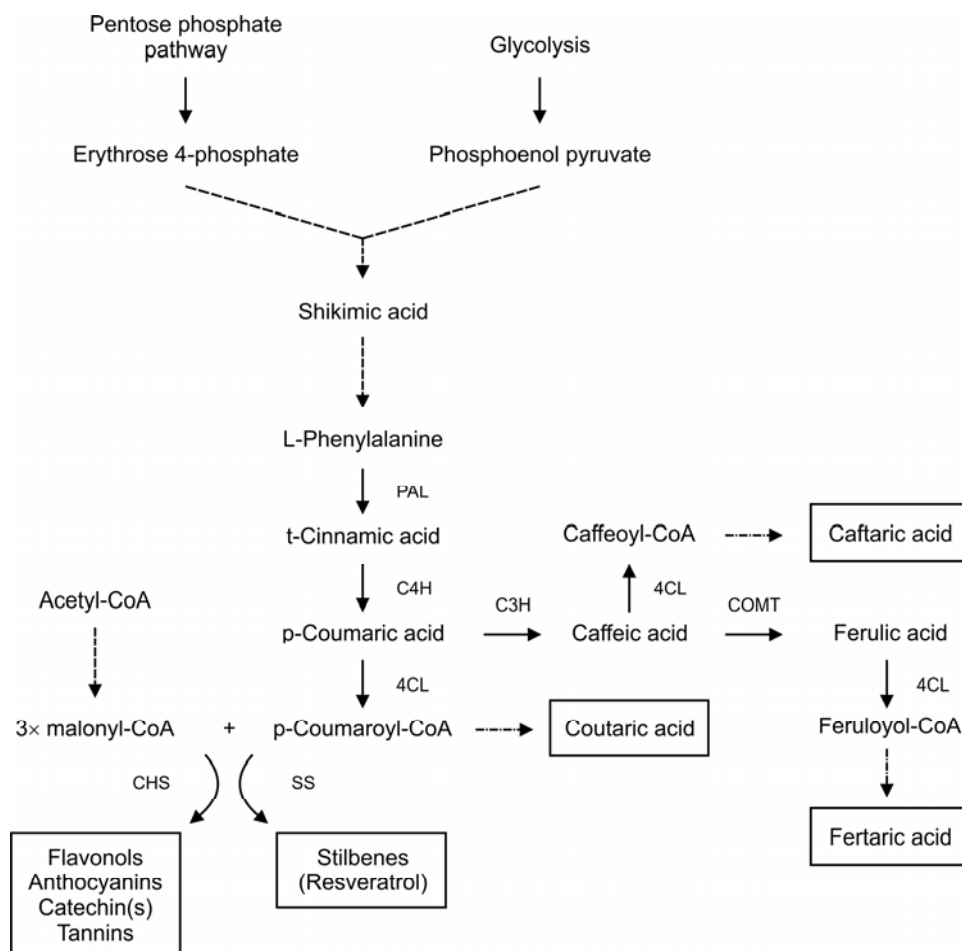 Pentose phosphate
pathway
Glycolysis
Erythrose 4-phosphate
Phosphoenol pyruvate
Shikimic acid
L-Phenylalanine
PAL
t-Cinnamic acid
Caffeoyl-CoA
Caftaric acid
C4H
4CL
Acetyl-CoA
C3H
COMT
p-Coumaric acid
Caffeic acid
Ferulic acid
4CL
4CL
3× malonyl-CoA + p-Coumaroyl-CoA
Coutaric acid
Feruloyol-CoA
CHS
SS
Flavonols
Anthocyanins
Catechin(s)
Tannins
Stilbenes
(Resveratrol)
Fertaric acid